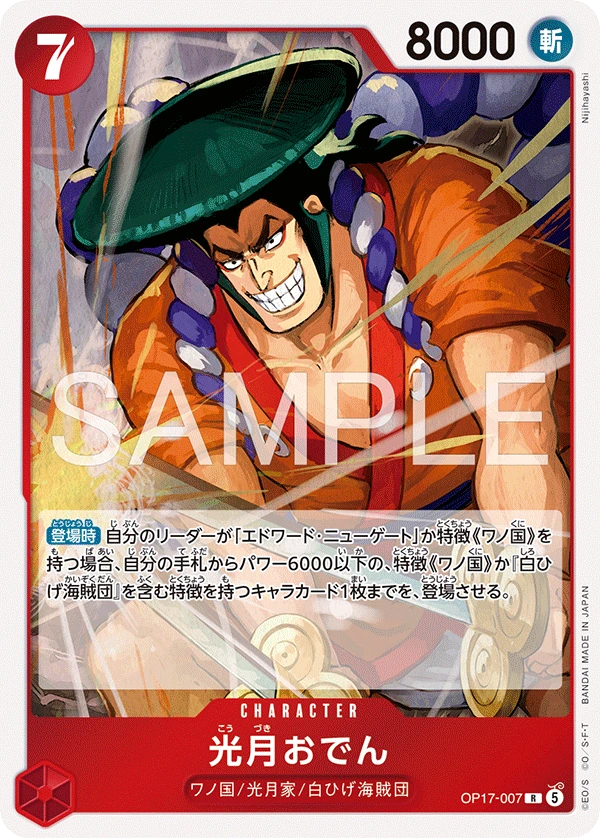 7
8000
斬
Nijihayashi
SAMPLE
登場時 自分のリーダーが「エドワード・ニューゲート」か特徴《ワノ国》を
持つ場合、自分の手札からパワー6000以下の、特徴《ワノ国》か『白ひ
げ海賊団』を含む特徴を持つキャラカード1枚までを、登場させる。
CHARACTER
こう づき
光月おでん
ワノ国/光月家/白ひげ海賊団
OP17-007 R 5
©E.O/S ©O/S・F・T BANDAI MADE IN JAPAN